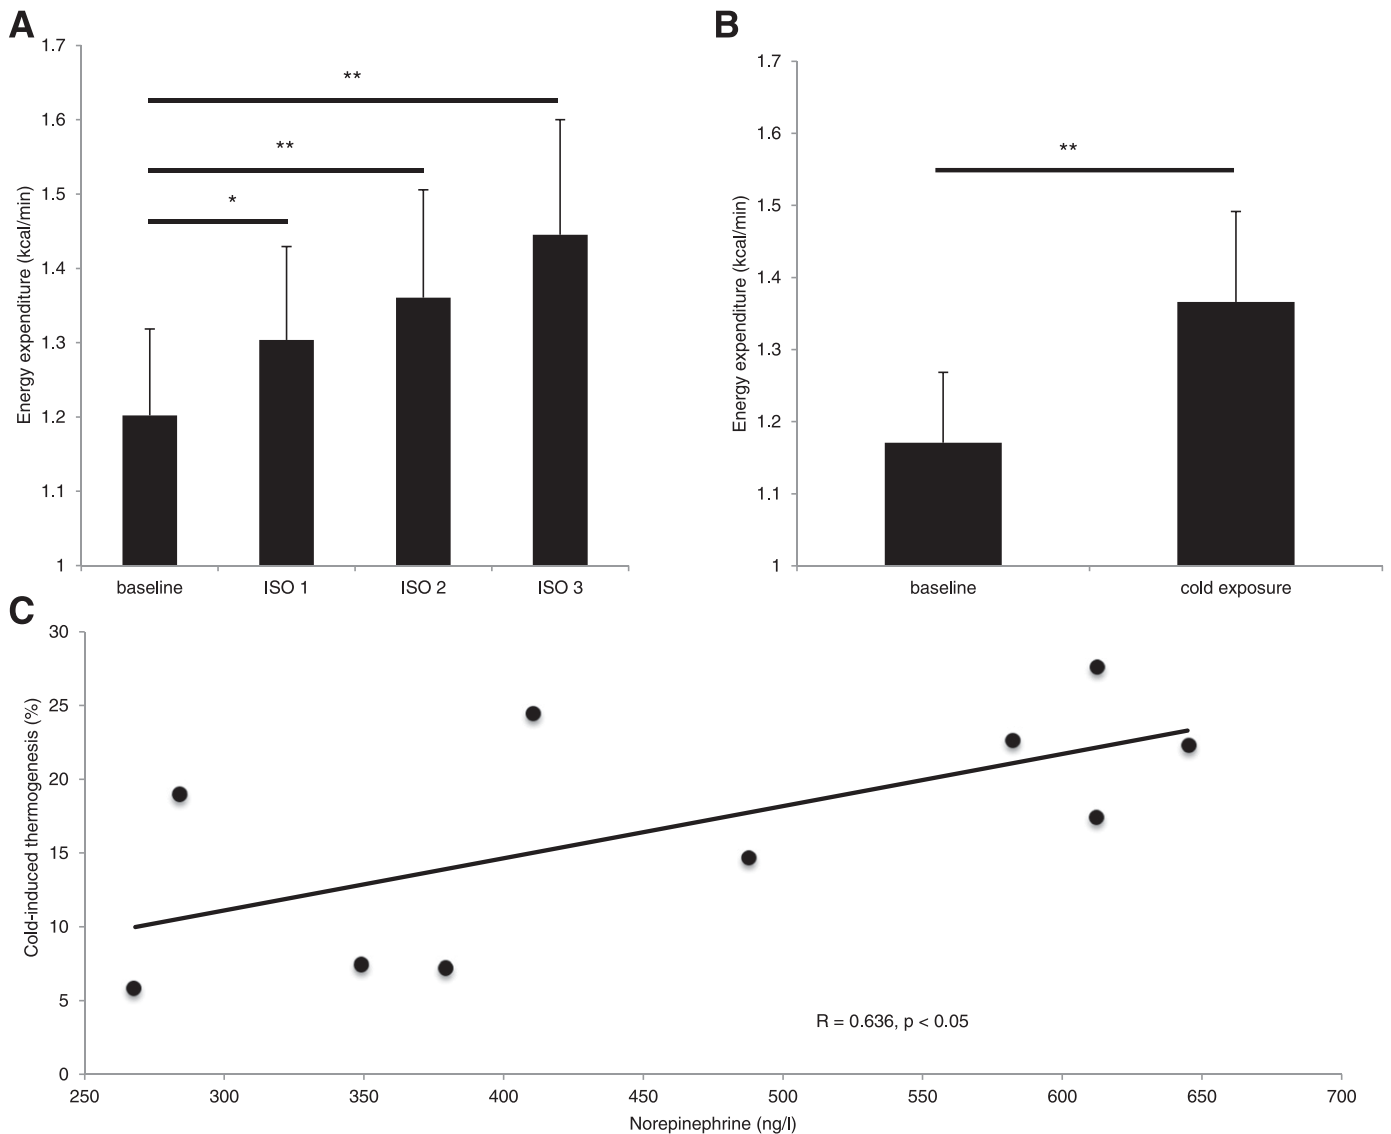 A
Energy expenditure (kcal/min)
1.7
1.6
1.5
1.4
1.3
1.2
1.1
1
**
**
*
baseline ISO 1 ISO 2 ISO 3
B
Energy expenditure (kcal/min)
1.7
1.6
1.5
1.4
1.3
1.2
1.1
1
**
baseline cold exposure
C
Cold-induced thermogenesis (%)
30
25
20
15
10
5
0
R = 0.636, p < 0.05
250 300 350 400 450 500 550 600 650 700
Norepinephrine (ng/l)